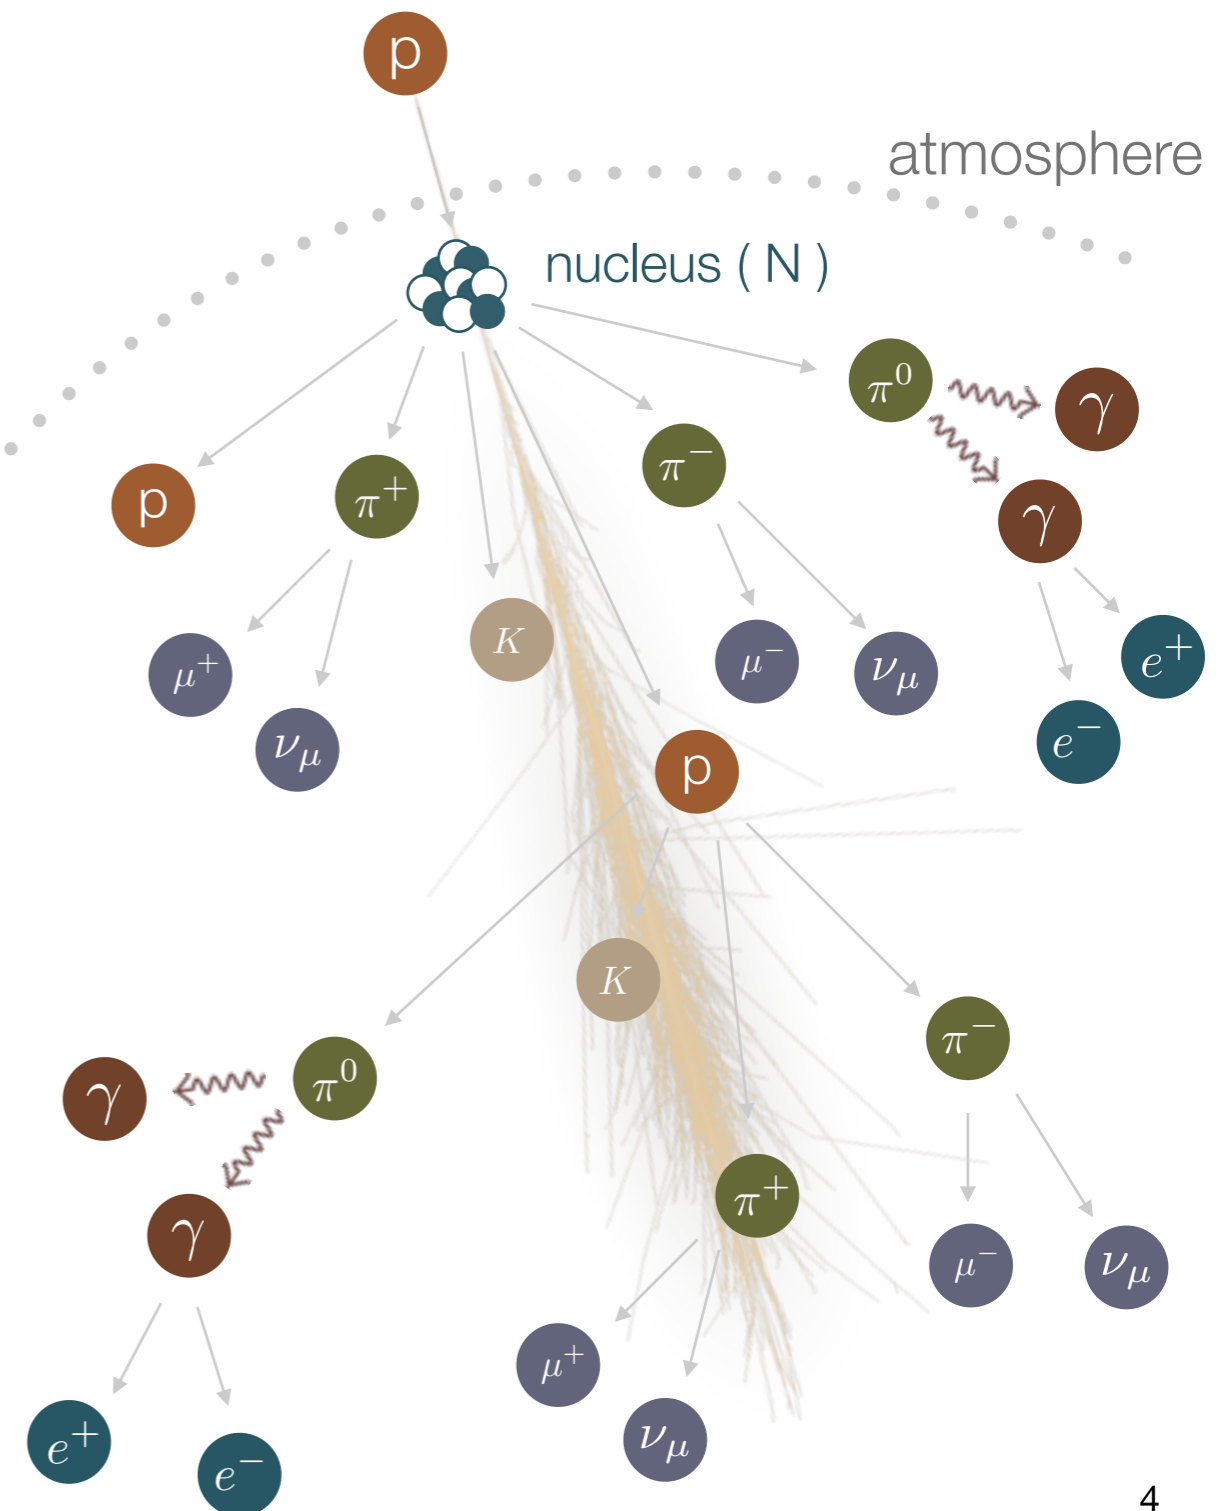 p
atmosphere
nucleus ( N )
π⁰
γ
π⁻
p
π⁺
γ
K
μ⁺
μ⁻
ν_μ
e⁺
ν_μ
e⁻
p
K
π⁻
γ
π⁰
π⁺
γ
μ⁻
ν_μ
μ⁺
e⁺
ν_μ
e⁻
4